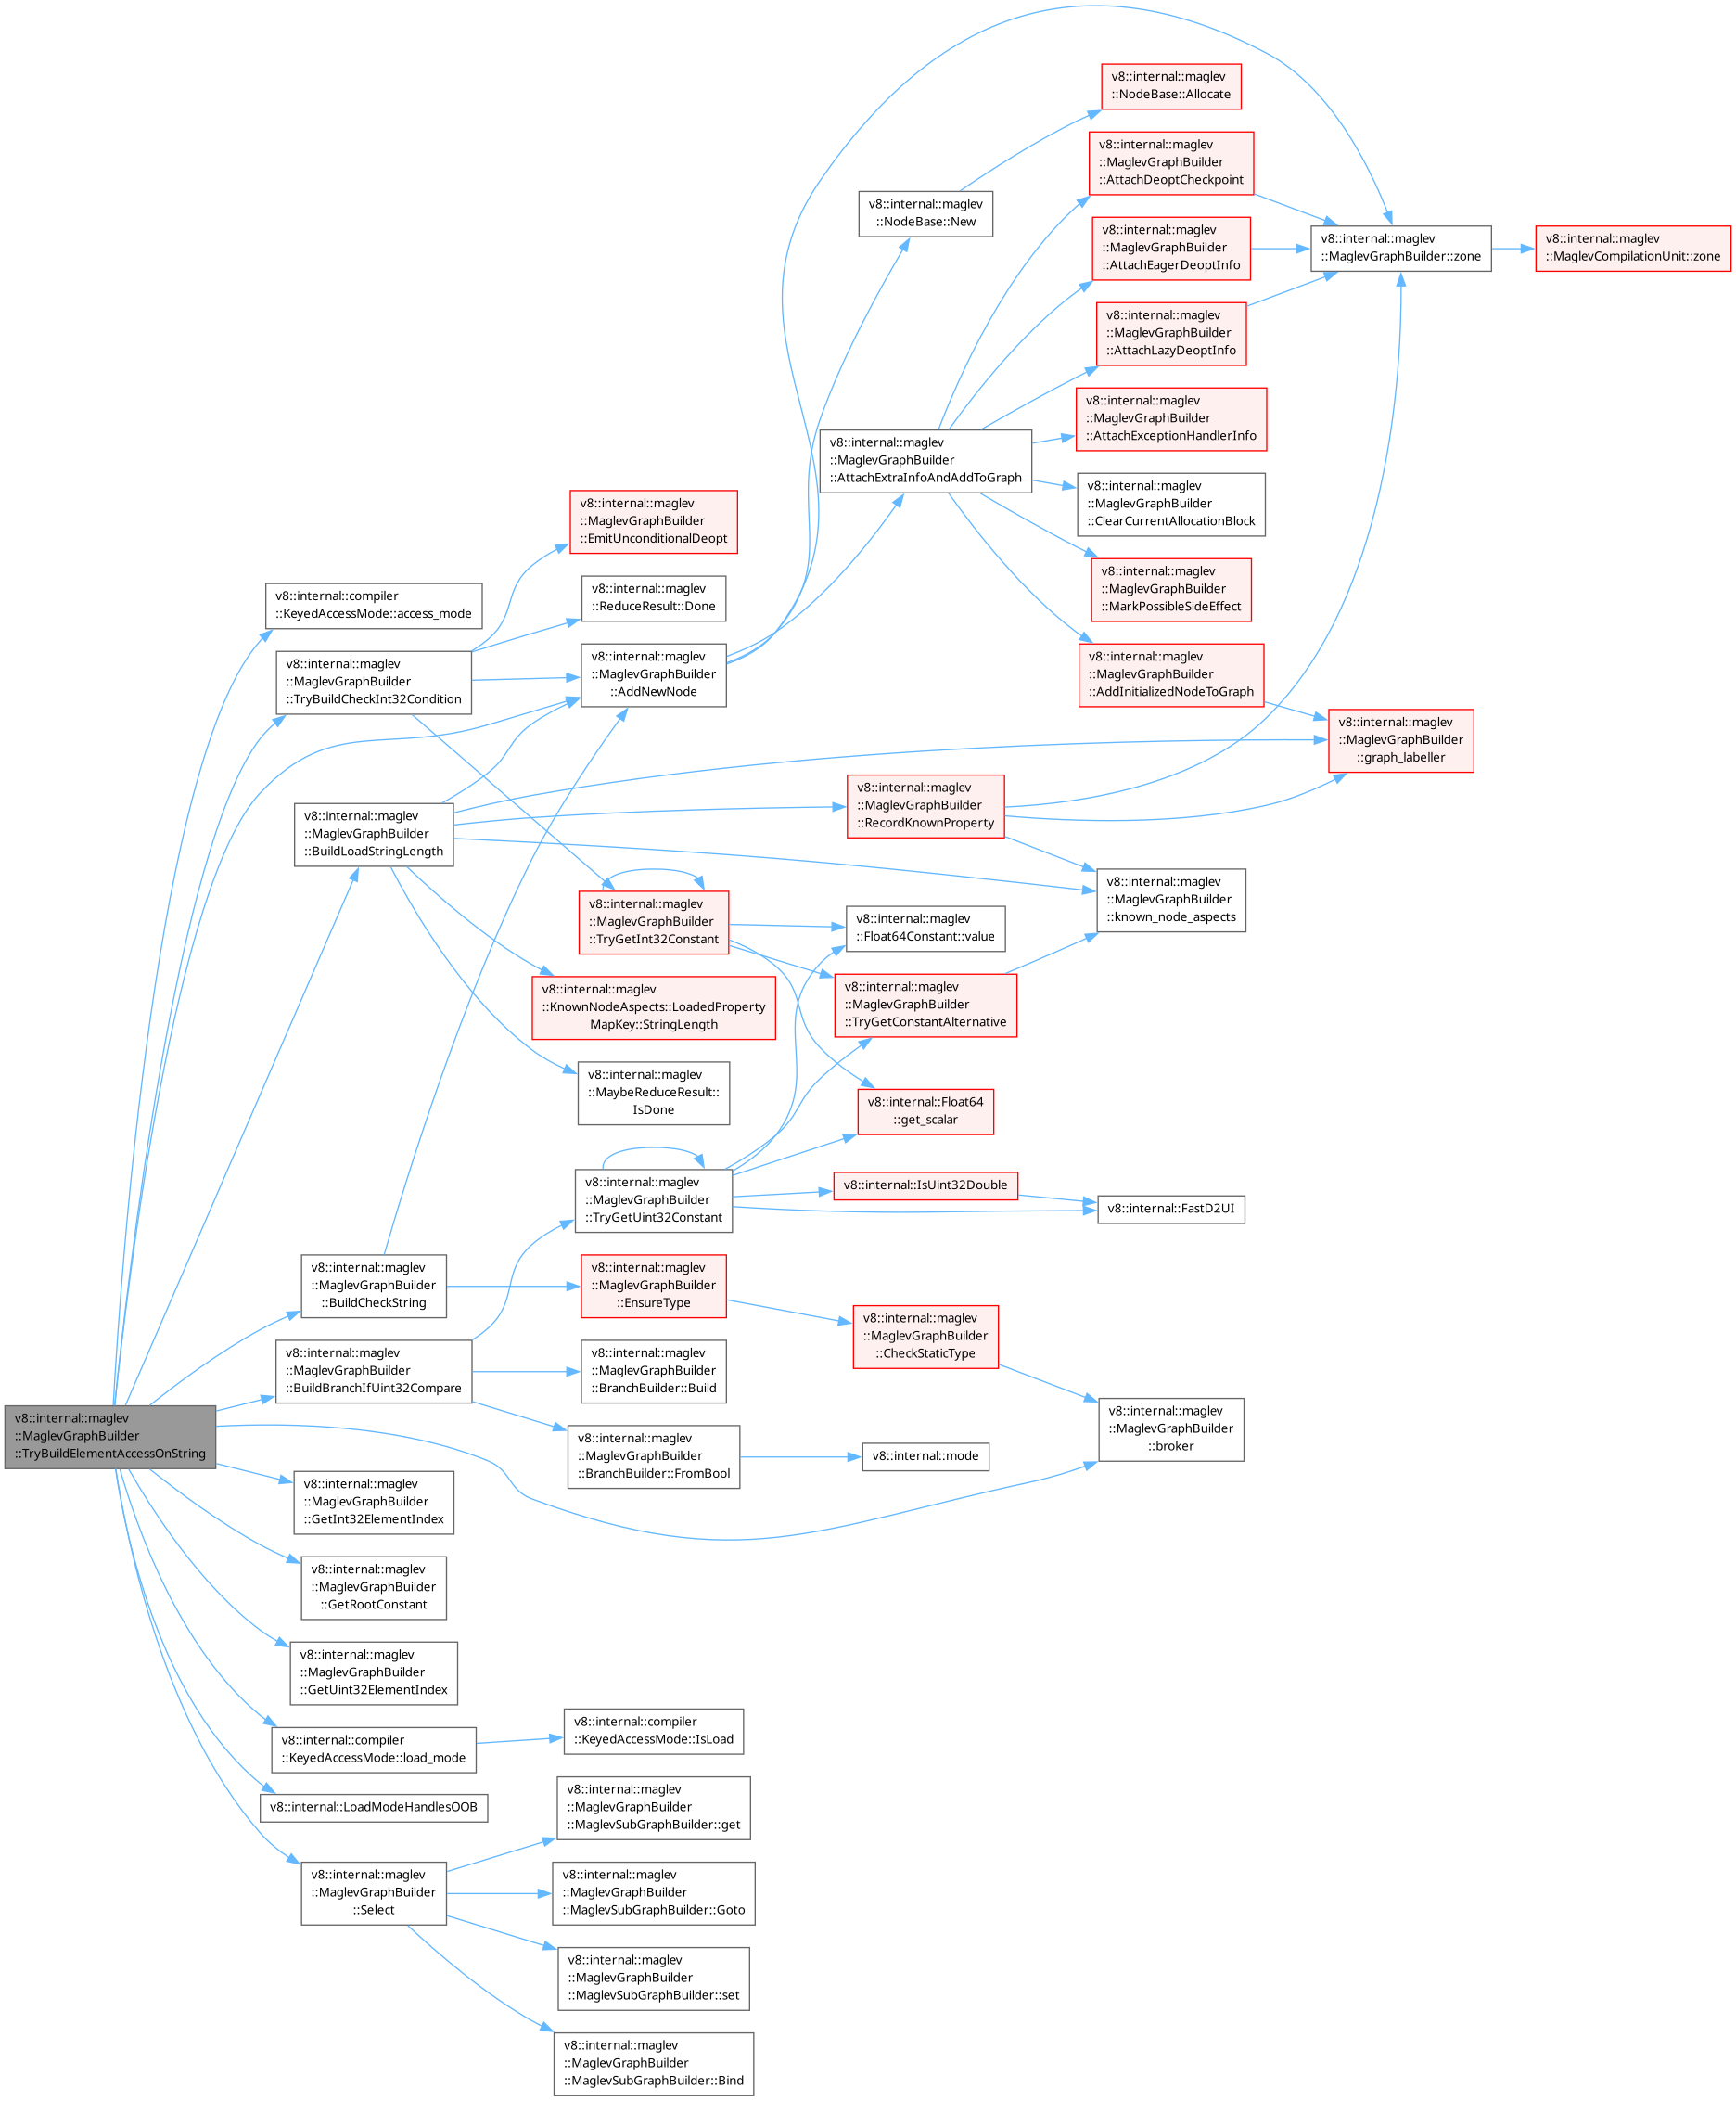 v8::internal::maglev
::MaglevGraphBuilder
::TryBuildElementAccessOnString
v8::internal::compiler
::KeyedAccessMode::access_mode
v8::internal::maglev
::MaglevGraphBuilder
::TryBuildCheckInt32Condition
v8::internal::maglev
::MaglevGraphBuilder
::BuildLoadStringLength
v8::internal::maglev
::MaglevGraphBuilder
::BuildCheckString
v8::internal::maglev
::MaglevGraphBuilder
::BuildBranchIfUint32Compare
v8::internal::maglev
::MaglevGraphBuilder
::GetInt32ElementIndex
v8::internal::maglev
::MaglevGraphBuilder
::GetRootConstant
v8::internal::maglev
::MaglevGraphBuilder
::GetUint32ElementIndex
v8::internal::compiler
::KeyedAccessMode::load_mode
v8::internal::LoadModeHandlesOOB
v8::internal::maglev
::MaglevGraphBuilder
::Select
v8::internal::maglev
::MaglevGraphBuilder
::EmitUnconditionalDeopt
v8::internal::maglev
::ReduceResult::Done
v8::internal::maglev
::MaglevGraphBuilder
::AddNewNode
v8::internal::maglev
::MaglevGraphBuilder
::TryGetInt32Constant
v8::internal::maglev
::KnownNodeAspects::LoadedProperty
MapKey::StringLength
v8::internal::maglev
::MaybeReduceResult::
IsDone
v8::internal::maglev
::MaglevGraphBuilder
::TryGetUint32Constant
v8::internal::maglev
::MaglevGraphBuilder
::EnsureType
v8::internal::maglev
::MaglevGraphBuilder
::BranchBuilder::Build
v8::internal::maglev
::MaglevGraphBuilder
::BranchBuilder::FromBool
v8::internal::compiler
::KeyedAccessMode::IsLoad
v8::internal::maglev
::MaglevGraphBuilder
::MaglevSubGraphBuilder::get
v8::internal::maglev
::MaglevGraphBuilder
::MaglevSubGraphBuilder::Goto
v8::internal::maglev
::MaglevGraphBuilder
::MaglevSubGraphBuilder::set
v8::internal::maglev
::MaglevGraphBuilder
::MaglevSubGraphBuilder::Bind
v8::internal::maglev
::NodeBase::New
v8::internal::maglev
::MaglevGraphBuilder
::AttachExtraInfoAndAddToGraph
v8::internal::maglev
::MaglevGraphBuilder
::RecordKnownProperty
v8::internal::maglev
::Float64Constant::value
v8::internal::maglev
::MaglevGraphBuilder
::TryGetConstantAlternative
v8::internal::Float64
::get_scalar
v8::internal::IsUint32Double
v8::internal::maglev
::MaglevGraphBuilder
::CheckStaticType
v8::internal::mode
v8::internal::maglev
::NodeBase::Allocate
v8::internal::maglev
::MaglevGraphBuilder
::AttachDeoptCheckpoint
v8::internal::maglev
::MaglevGraphBuilder
::AttachEagerDeoptInfo
v8::internal::maglev
::MaglevGraphBuilder
::AttachLazyDeoptInfo
v8::internal::maglev
::MaglevGraphBuilder
::AttachExceptionHandlerInfo
v8::internal::maglev
::MaglevGraphBuilder
::ClearCurrentAllocationBlock
v8::internal::maglev
::MaglevGraphBuilder
::MarkPossibleSideEffect
v8::internal::maglev
::MaglevGraphBuilder
::AddInitializedNodeToGraph
v8::internal::maglev
::MaglevGraphBuilder
::known_node_aspects
v8::internal::FastD2UI
v8::internal::maglev
::MaglevGraphBuilder
::broker
v8::internal::maglev
::MaglevGraphBuilder::zone
v8::internal::maglev
::MaglevGraphBuilder
::graph_labeller
v8::internal::maglev
::MaglevCompilationUnit::zone